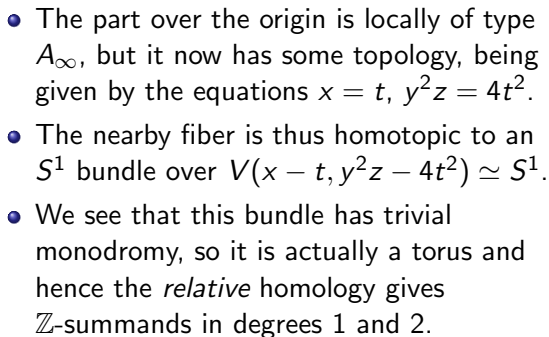 • The part over the origin is locally of type
A∞, but it now has some topology, being
given by the equations x = t, y²z = 4t².
• The nearby fiber is thus homotopic to an
S¹ bundle over V(x − t, y²z − 4t²) ≃ S¹.
• We see that this bundle has trivial
monodromy, so it is actually a torus and
hence the relative homology gives
ℤ-summands in degrees 1 and 2.